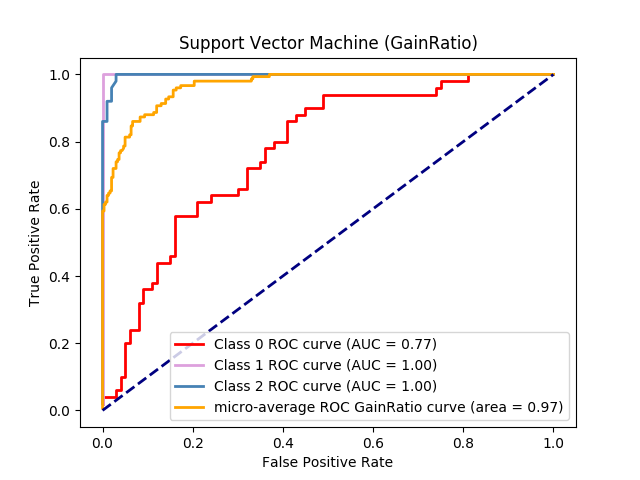 Support Vector Machine (GainRatio)
True Positive Rate
1.0
0.8
0.6
0.4
0.2
0.0
Class 0 ROC curve (AUC = 0.77)
Class 1 ROC curve (AUC = 1.00)
Class 2 ROC curve (AUC = 1.00)
micro-average ROC GainRatio curve (area = 0.97)
0.0 0.2 0.4 0.6 0.8 1.0
False Positive Rate